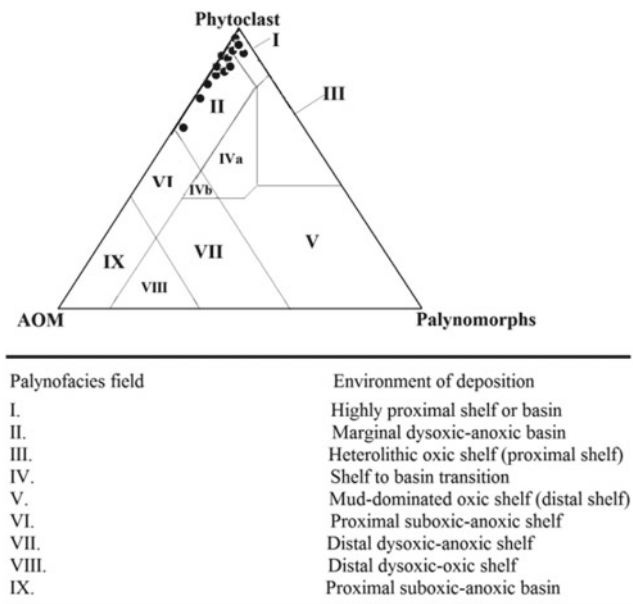 Phytoclast
I
III
II
IVa
VI
IVb
VII
V
IX
VIII
AOM
Palynomorphs
Palynofacies field Environment of deposition
I. Highly proximal shelf or basin
II. Marginal dysoxic-anoxic basin
III. Heterolithic oxic shelf (proximal shelf)
IV. Shelf to basin transition
V. Mud-dominated oxic shelf (distal shelf)
VI. Proximal suboxic-anoxic shelf
VII. Distal dysoxic-anoxic shelf
VIII. Distal dysoxic-oxic shelf
IX. Proximal suboxic-anoxic basin